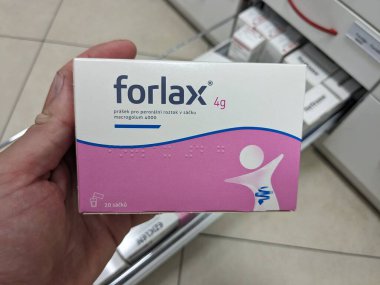 forlax®
4g
prášek pro perorální roztok v sáčku
macrogolum 4000
20 sáčků